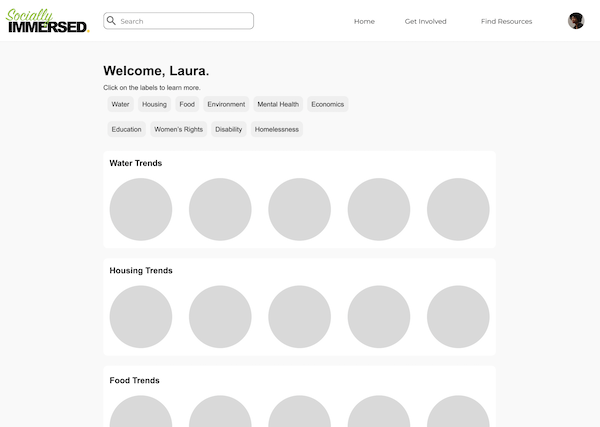 Socially
IMMERSED.
Search
Home Get Involved Find Resources
Welcome, Laura.
Click on the labels to learn more.
Water Housing Food Environment Mental Health Economics
Education Women's Rights Disability Homelessness
Water Trends
Housing Trends
Food Trends